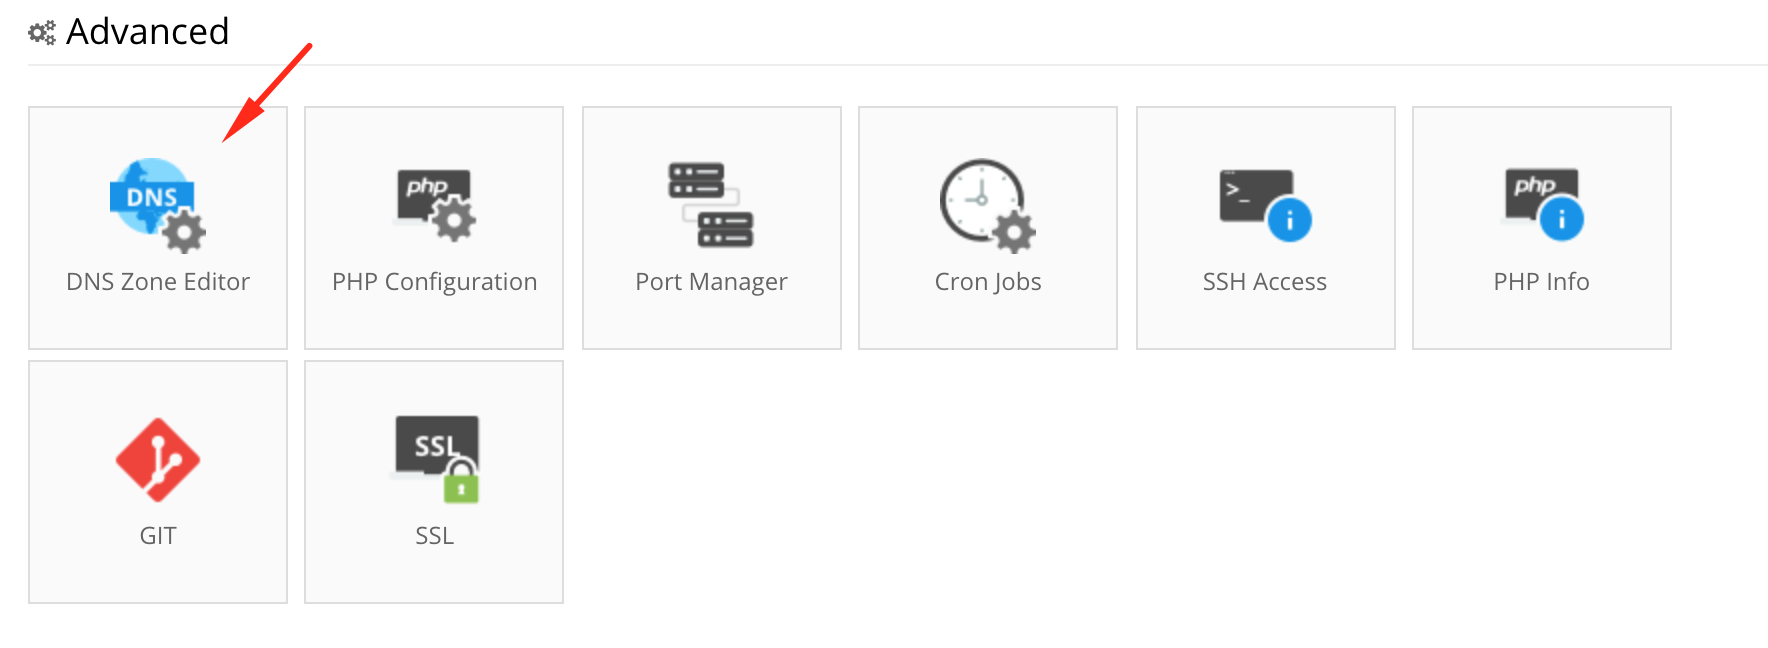 Advanced
DNS
DNS Zone Editor
php
PHP Configuration
Port Manager
Cron Jobs
>_
i
SSH Access
php
i
PHP Info
GIT
SSL
SSL